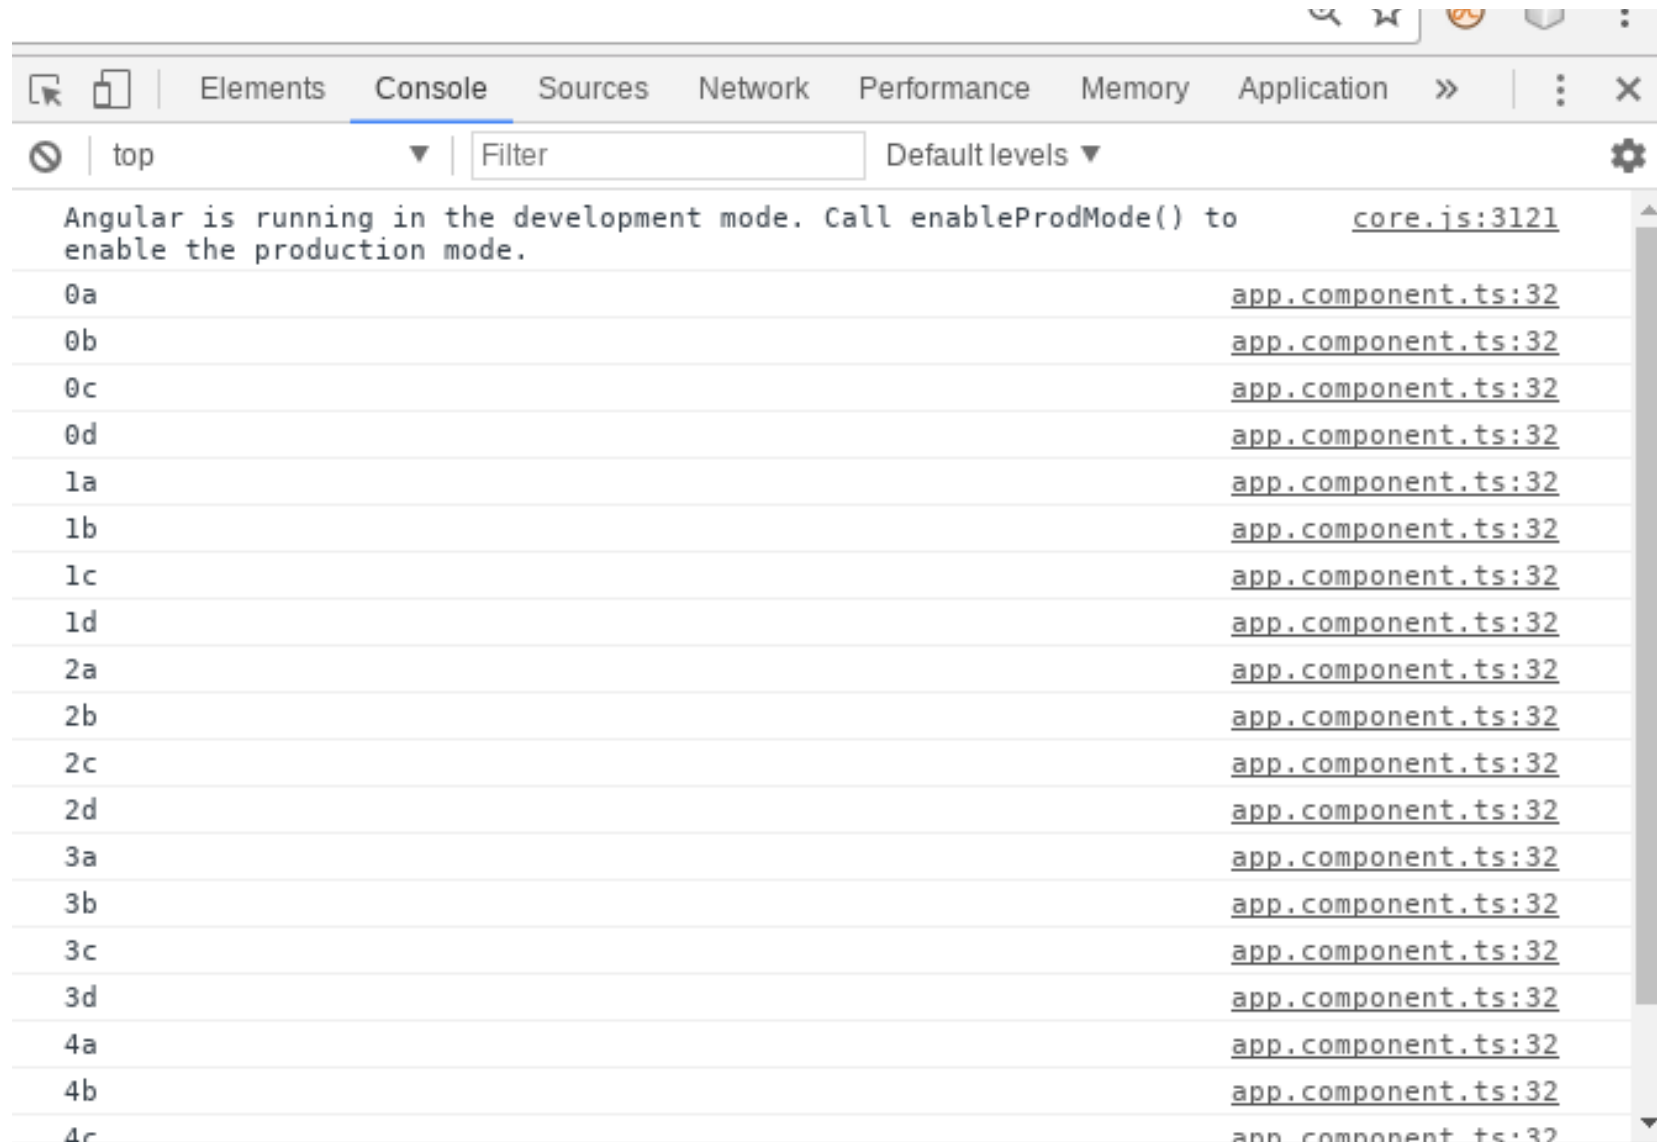 Elements Console Sources Network Performance Memory Application »
top Filter Default levels
Angular is running in the development mode. Call enableProdMode() to core.js:3121
enable the production mode.
0a app.component.ts:32
0b app.component.ts:32
0c app.component.ts:32
0d app.component.ts:32
1a app.component.ts:32
1b app.component.ts:32
1c app.component.ts:32
1d app.component.ts:32
2a app.component.ts:32
2b app.component.ts:32
2c app.component.ts:32
2d app.component.ts:32
3a app.component.ts:32
3b app.component.ts:32
3c app.component.ts:32
3d app.component.ts:32
4a app.component.ts:32
4b app.component.ts:32
4c app.component.ts:32